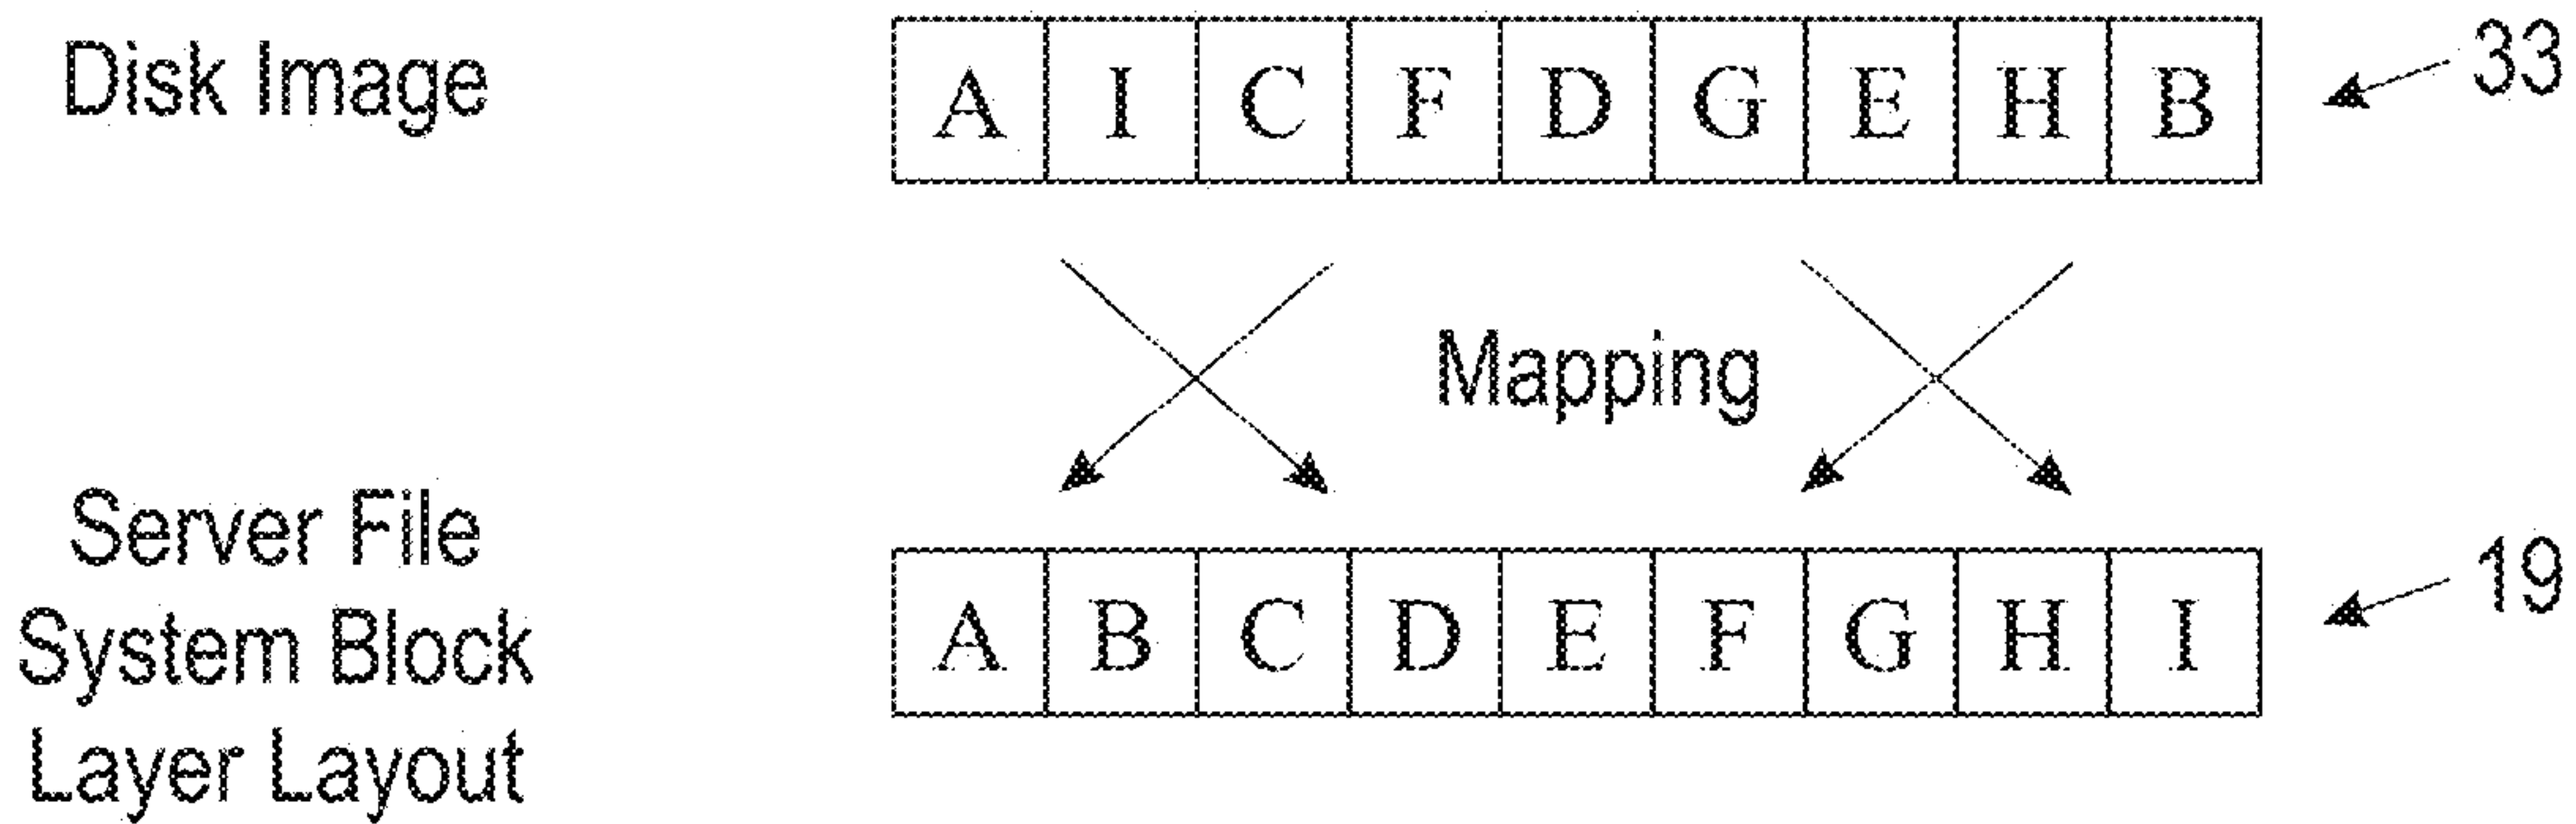 Disk Image
A I C F D G E H B
33
Mapping
Server File
System Block
Layer Layout
A B C D E F G H I
19